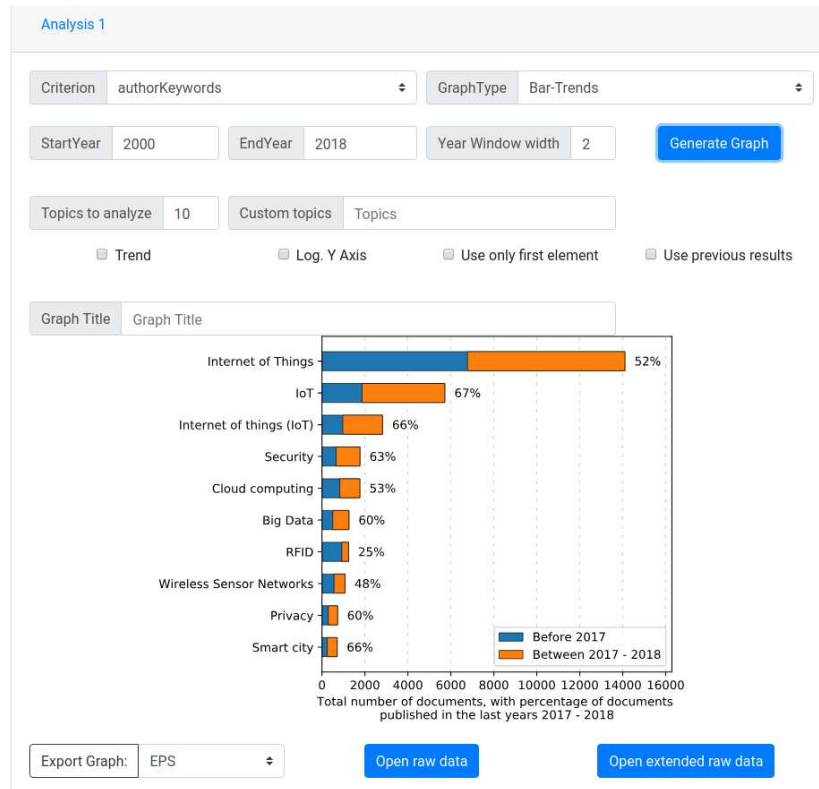 Analysis 1
Criterion authorKeywords GraphType Bar-Trends
StartYear 2000 EndYear 2018 Year Window width 2 Generate Graph
Topics to analyze 10 Custom topics Topics
Trend Log. Y Axis Use only first element Use previous results
Graph Title Graph Title
Internet of Things 52%
IoT 67%
Internet of things (IoT) 66%
Security 63%
Cloud computing 53%
Big Data 60%
RFID 25%
Wireless Sensor Networks 48%
Privacy 60%
Smart city 66%
Before 2017
Between 2017 - 2018
0 2000 4000 6000 8000 10000 12000 14000 16000
Total number of documents, with percentage of documents
published in the last years 2017 - 2018
Export Graph: EPS Open raw data Open extended raw data